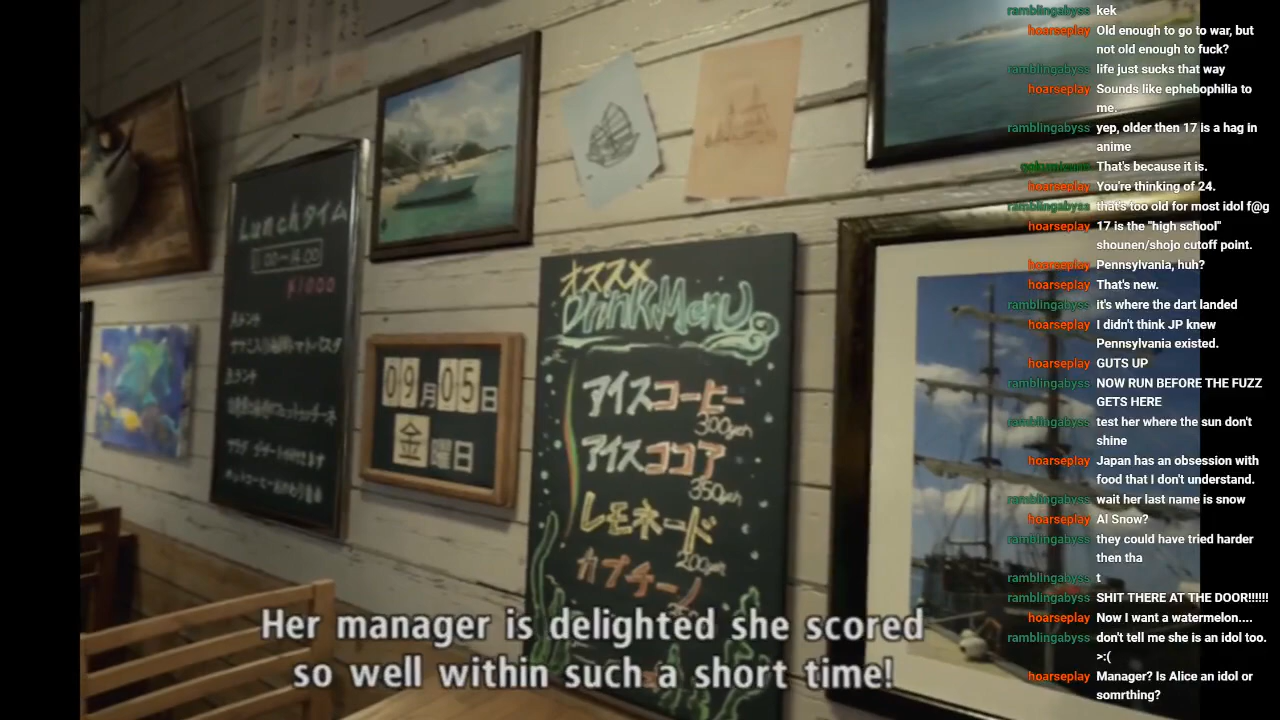 Lunchタイム
¥1000
Aランチ
Bランチ
09月05日
金曜日
オススメ
Drink Menu
アイスコーヒー
300yen
アイスココア
350yen
レモネード
200yen
カプチーノ
Her manager is delighted she scored
so well within such a short time!
ramblingabyss kek
hoarseplay Old enough to go to war, but
not old enough to fuck?
ramblingabyss life just sucks that way
hoarseplay Sounds like ephebophilia to
me.
ramblingabyss yep, older then 17 is a hag in
anime
That's because it is.
hoarseplay You're thinking of 24.
ramblingabyss that's too old for most idol f@g
hoarseplay 17 is the "high school"
shounen/shojo cutoff point.
hoarseplay Pennsylvania, huh?
hoarseplay That's new.
ramblingabyss it's where the dart landed
hoarseplay I didn't think JP knew
Pennsylvania existed.
hoarseplay GUTS UP
ramblingabyss NOW RUN BEFORE THE FUZZ
GETS HERE
ramblingabyss test her where the sun don't
shine
hoarseplay Japan has an obsession with
food that I don't understand.
ramblingabyss wait her last name is snow
hoarseplay Al Snow?
ramblingabyss they could have tried harder
then tha
ramblingabyss t
ramblingabyss SHIT THERE AT THE DOOR!!!!!!
hoarseplay Now I want a watermelon....
ramblingabyss don't tell me she is an idol too.
>:(
hoarseplay Manager? Is Alice an idol or
somrthing?